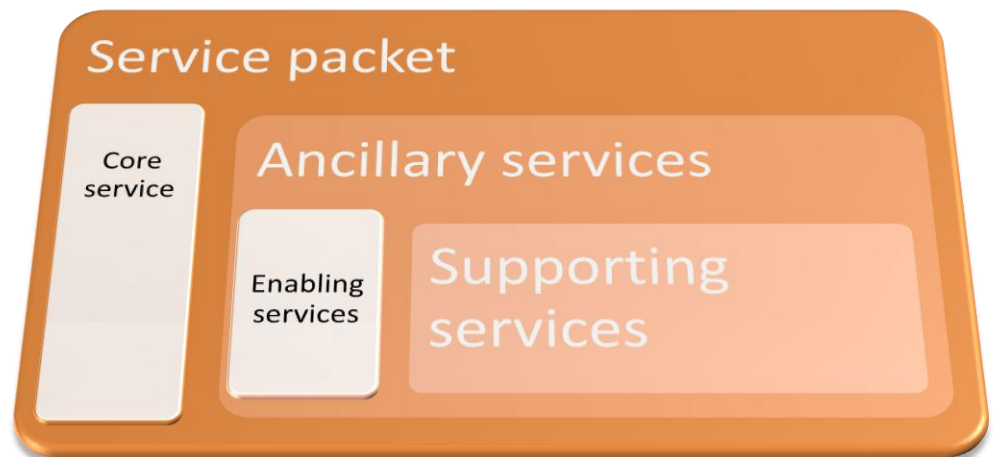 Service packet
Core
service
Ancillary services
Enabling
services
Supporting
services